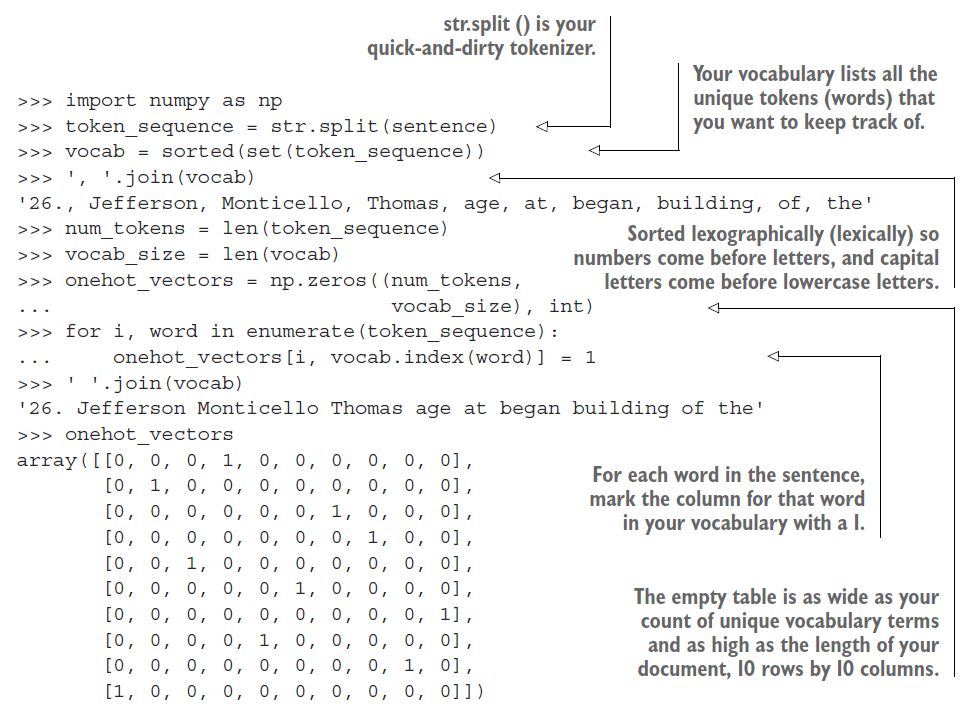 str.split () is your
quick-and-dirty tokenizer.
Your vocabulary lists all the
unique tokens (words) that
you want to keep track of.
>>> import numpy as np
>>> token_sequence = str.split(sentence)
>>> vocab = sorted(set(token_sequence))
>>> ', '.join(vocab)
'26., Jefferson, Monticello, Thomas, age, at, began, building, of, the'
>>> num_tokens = len(token_sequence)
>>> vocab_size = len(vocab)
>>> onehot_vectors = np.zeros((num_tokens,
...                            vocab_size), int)
>>> for i, word in enumerate(token_sequence):
...     onehot_vectors[i, vocab.index(word)] = 1
>>> ' '.join(vocab)
'26. Jefferson Monticello Thomas age at began building of the'
>>> onehot_vectors
array([[0, 0, 0, 1, 0, 0, 0, 0, 0, 0],
       [0, 1, 0, 0, 0, 0, 0, 0, 0, 0],
       [0, 0, 0, 0, 0, 0, 1, 0, 0, 0],
       [0, 0, 0, 0, 0, 0, 0, 1, 0, 0],
       [0, 0, 1, 0, 0, 0, 0, 0, 0, 0],
       [0, 0, 0, 0, 0, 1, 0, 0, 0, 0],
       [0, 0, 0, 0, 0, 0, 0, 0, 0, 1],
       [0, 0, 0, 0, 1, 0, 0, 0, 0, 0],
       [0, 0, 0, 0, 0, 0, 0, 0, 1, 0],
       [1, 0, 0, 0, 0, 0, 0, 0, 0, 0]])
Sorted lexographically (lexically) so
numbers come before letters, and capital
letters come before lowercase letters.
For each word in the sentence,
mark the column for that word
in your vocabulary with a 1.
The empty table is as wide as your
count of unique vocabulary terms
and as high as the length of your
document, 10 rows by 10 columns.